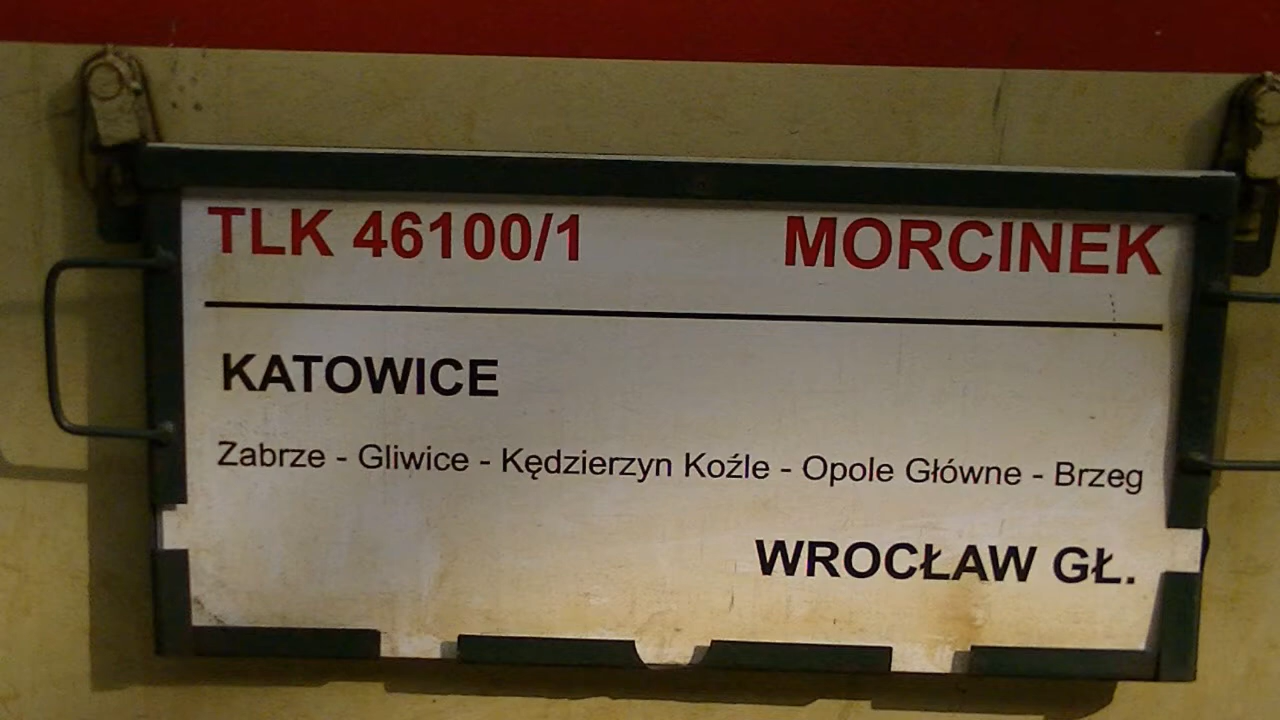 TLK 46100/1 MORCINEK
KATOWICE
Zabrze - Gliwice - Kędzierzyn Koźle - Opole Główne - Brzeg
WROCŁAW GŁ.